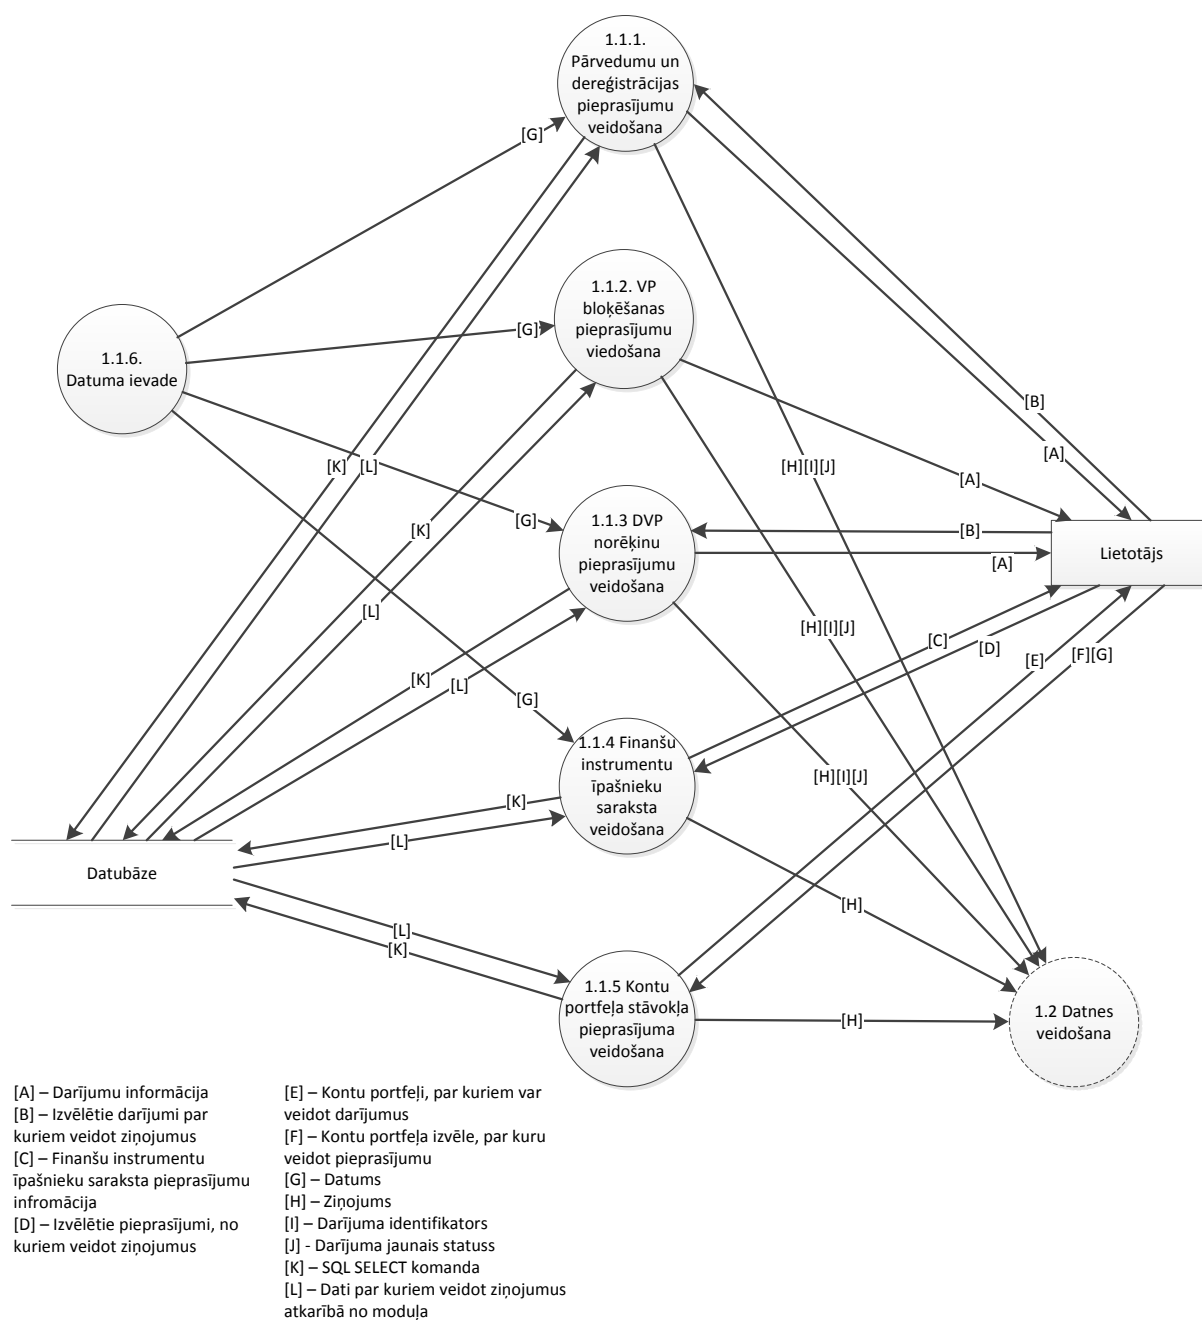 1.1.1.
Pārvedumu un
dereģistrācijas
pieprasījumu
veidošana
[G]
1.1.2. VP
bloķēšanas
pieprasījumu
viedošana
[G]
1.1.6.
Datuma ievade
[B]
[A]
[K]
[L]
[H][I][J]
[A]
[G]
[K]
[B]
1.1.3 DVP
norēķinu
pieprasījumu
veidošana
[A]
Lietotājs
[L]
[H][I][J]
[C]
[D]
[E]
[F][G]
[K]
[L]
[G]
1.1.4 Finanšu
instrumentu
īpašnieku
saraksta
veidošana
[H][I][J]
[K]
[L]
Datubāze
[H]
[L]
[K]
1.1.5 Kontu
portfeļa stāvokļa
pieprasījuma
veidošana
[H]
1.2 Datnes
veidošana
[A] – Darījumu informācija
[B] – Izvēlētie darījumi par
kuriem veidot ziņojumus
[C] – Finanšu instrumentu
īpašnieku saraksta pieprasījumu
infromācija
[D] – Izvēlētie pieprasījumi, no
kuriem veidot ziņojumus
[E] – Kontu portfeļi, par kuriem var
veidot darījumus
[F] – Kontu portfeļa izvēle, par kuru
veidot pieprasījumu
[G] – Datums
[H] – Ziņojums
[I] – Darījuma identifikators
[J] - Darījuma jaunais statuss
[K] – SQL SELECT komanda
[L] – Dati par kuriem veidot ziņojumus
atkarībā no moduļa